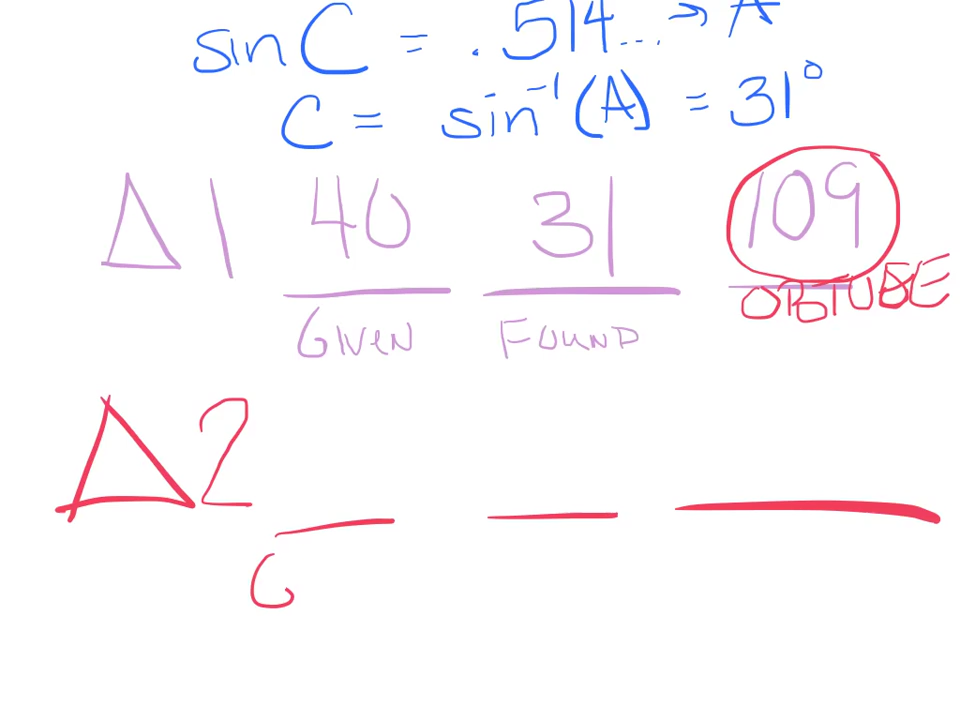 sin C = .514... → A
C = sin⁻¹(A) = 31°
Δ1 40 31 109
GIVEN FOUND OBTUSE
Δ2
G